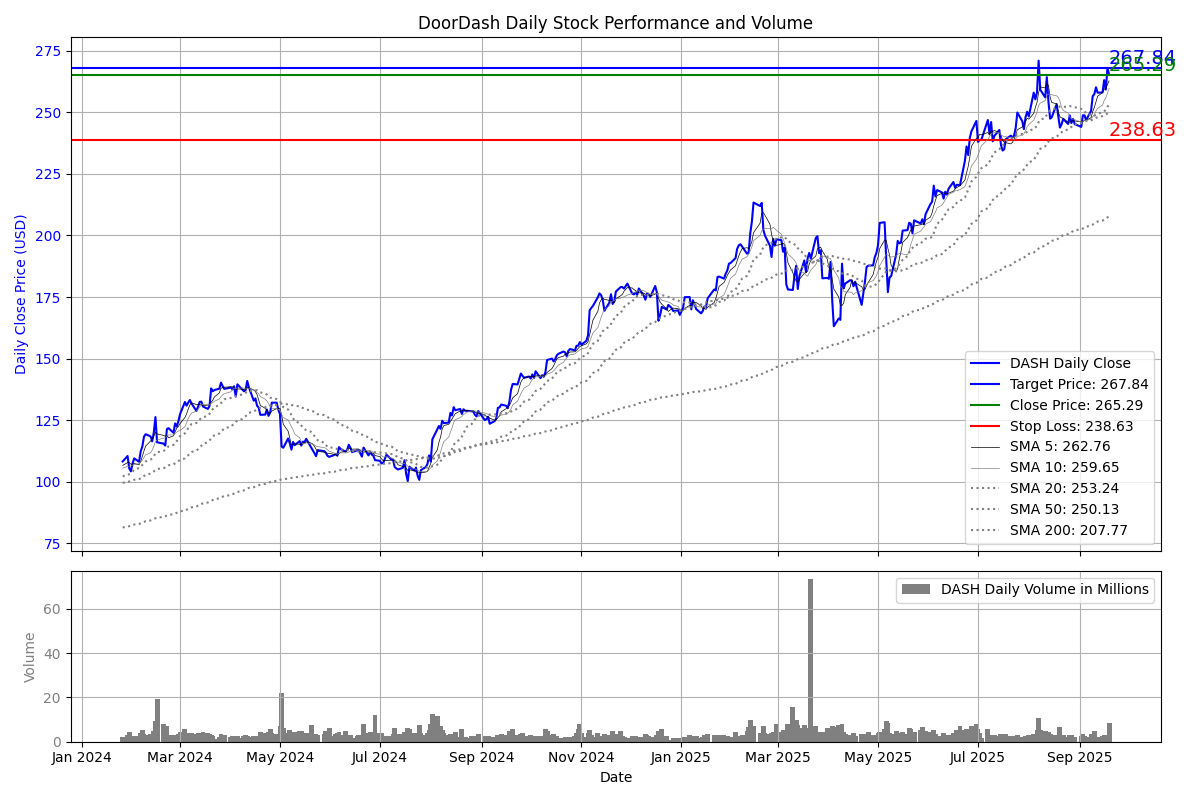 DoorDash Daily Stock Performance and Volume
275
250
225
200
175
150
125
100
75
Daily Close Price (USD)
267.84
265.29
238.63
DASH Daily Close
Target Price: 267.84
Close Price: 265.29
Stop Loss: 238.63
SMA 5: 262.76
SMA 10: 259.65
SMA 20: 253.24
SMA 50: 250.13
SMA 200: 207.77
60
40
20
0
Volume
DASH Daily Volume in Millions
Jan 2024 Mar 2024 May 2024 Jul 2024 Sep 2024 Nov 2024 Jan 2025 Mar 2025 May 2025 Jul 2025 Sep 2025
Date